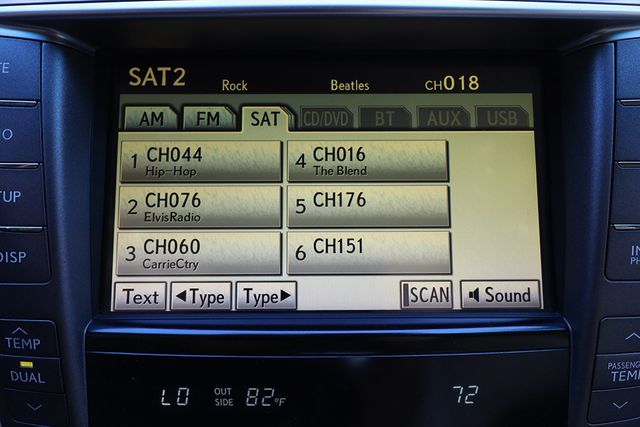 SAT2 Rock Beatles CH018
AM FM SAT CD/DVD BT AUX USB
1 CH044
Hip-Hop
4 CH016
The Blend
2 CH076
ElvisRadio
5 CH176
3 CH060
CarrieCtry
6 CH151
Text ◀Type Type▶ SCAN Sound
DISP
TEMP
DUAL
PASSENGER
LO OUT SIDE 82°F 72